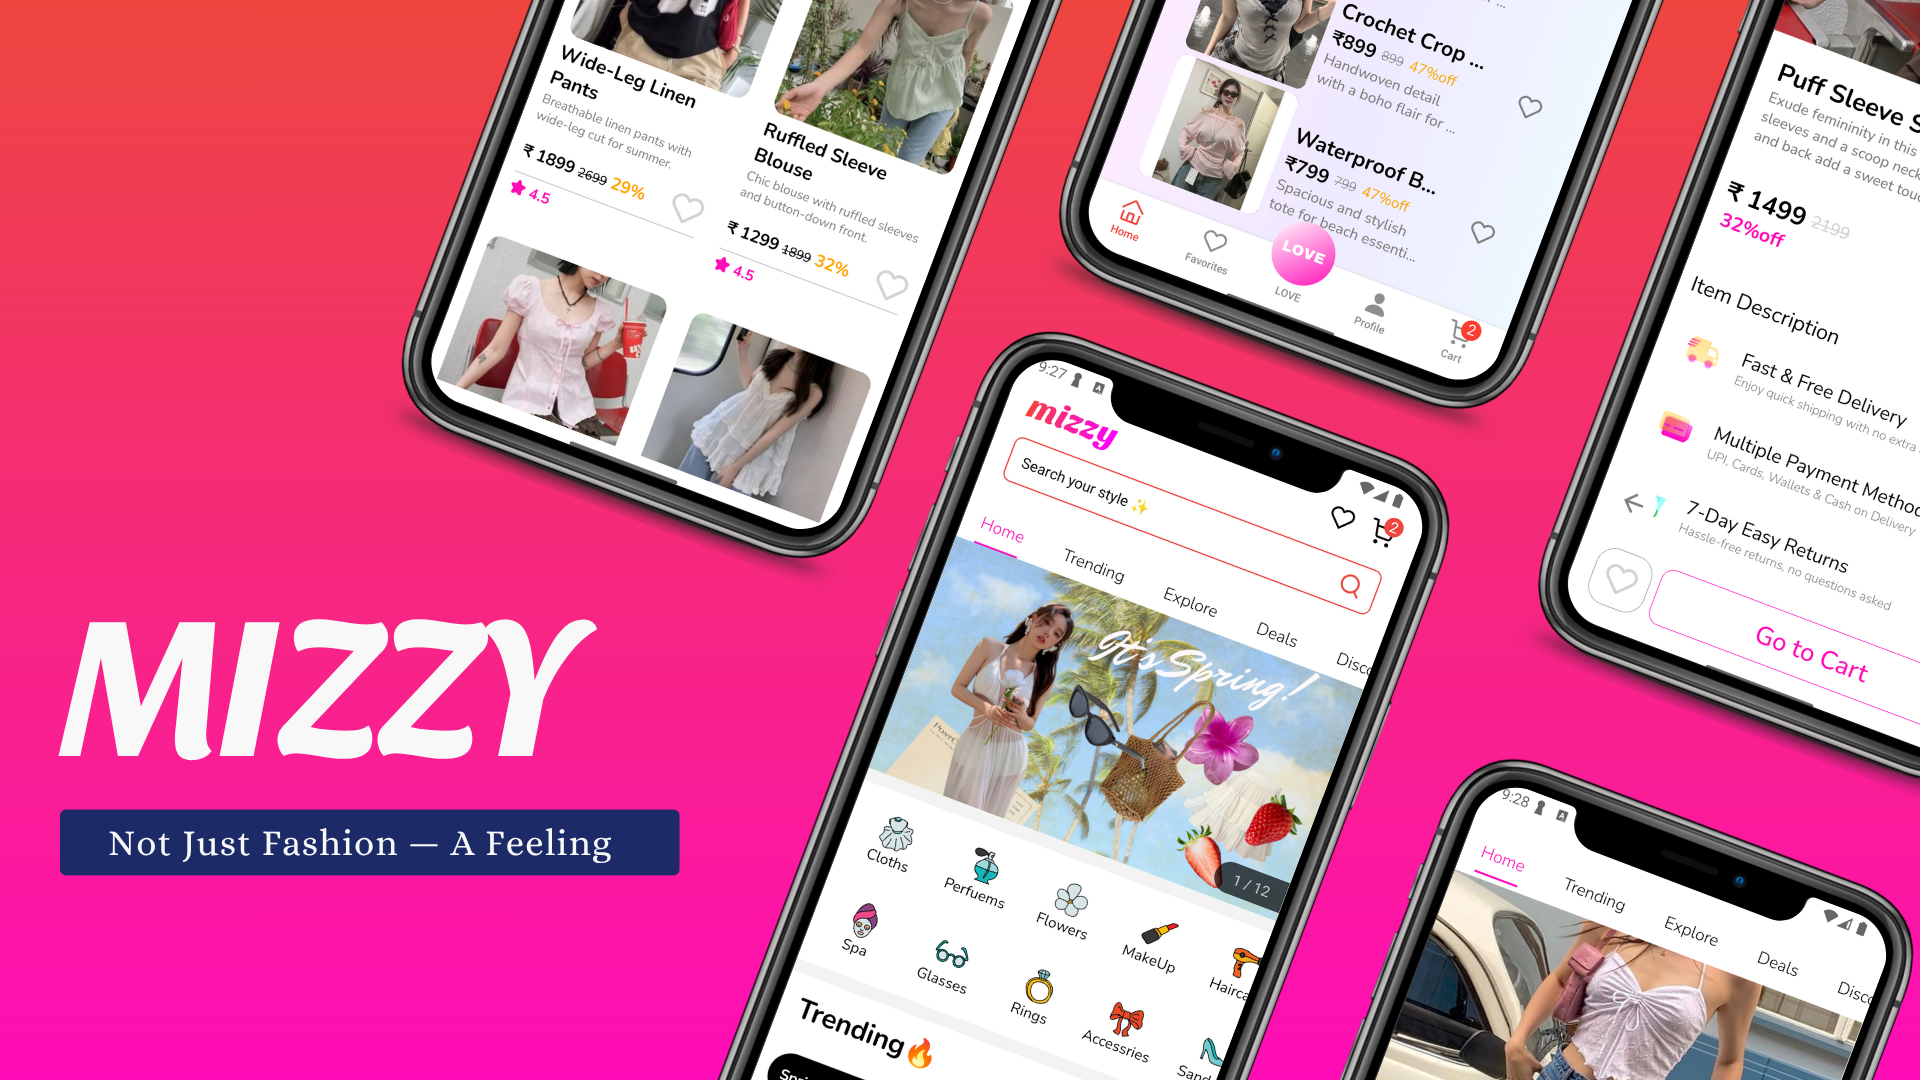 Wide-Leg Linen
Pants
Breathable linen pants with
wide-leg cut for summer.
₹ 1899 2699 29%
4.5
Ruffled Sleeve
Blouse
Chic blouse with ruffled sleeves
and button-down front.
₹ 1299 1899 32%
4.5
Crochet Crop ...
₹899 899 47%off
Handwoven detail
with a boho flair for ...
Waterproof B...
₹799 799 47%off
Spacious and stylish
tote for beach essenti...
Home
Favorites
LOVE
LOVE
Profile
2
Cart
Puff Sleeve S
Exude femininity in this
sleeves and a scoop neck
and back add a sweet touc
₹ 1499 2199
32%off
Item Description
Fast & Free Delivery
Enjoy quick shipping with no extra
Multiple Payment Methoo
UPI, Cards, Wallets & Cash on Delivery
7-Day Easy Returns
Hassle-free returns, no questions asked
Go to Cart
MIZZY
Not Just Fashion — A Feeling
9:27
mizzy
Search your style ✨
2
Home
Trending
Explore
Deals
Disco
It's Spring!
1 / 12
Cloths
Perfuems
Flowers
MakeUp
Hairca
Spa
Glasses
Rings
Accessries
Sand
Trending🔥
Spri
9:28
Home
Trending
Explore
Deals
Disco